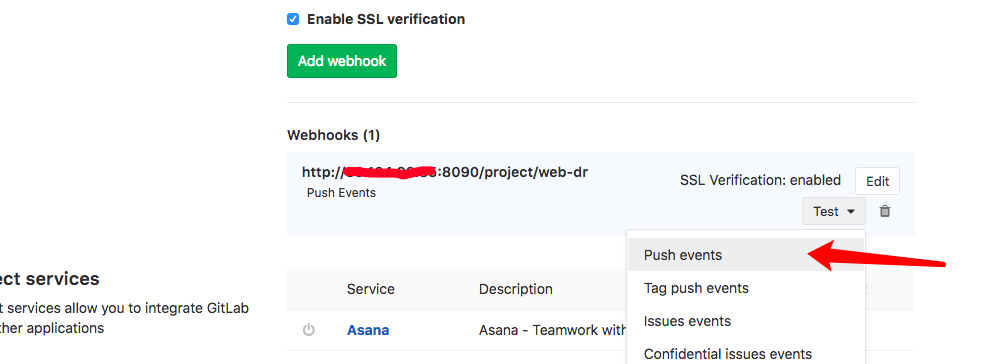 Enable SSL verification
Add webhook
Webhooks (1)
http://
:8090/project/web-dr
Push Events
SSL Verification: enabled
Edit
Test
Push events
Tag push events
Issues events
Confidential issues events
ect services
t services allow you to integrate GitLab
ther applications
Service Description
Asana Asana - Teamwork with